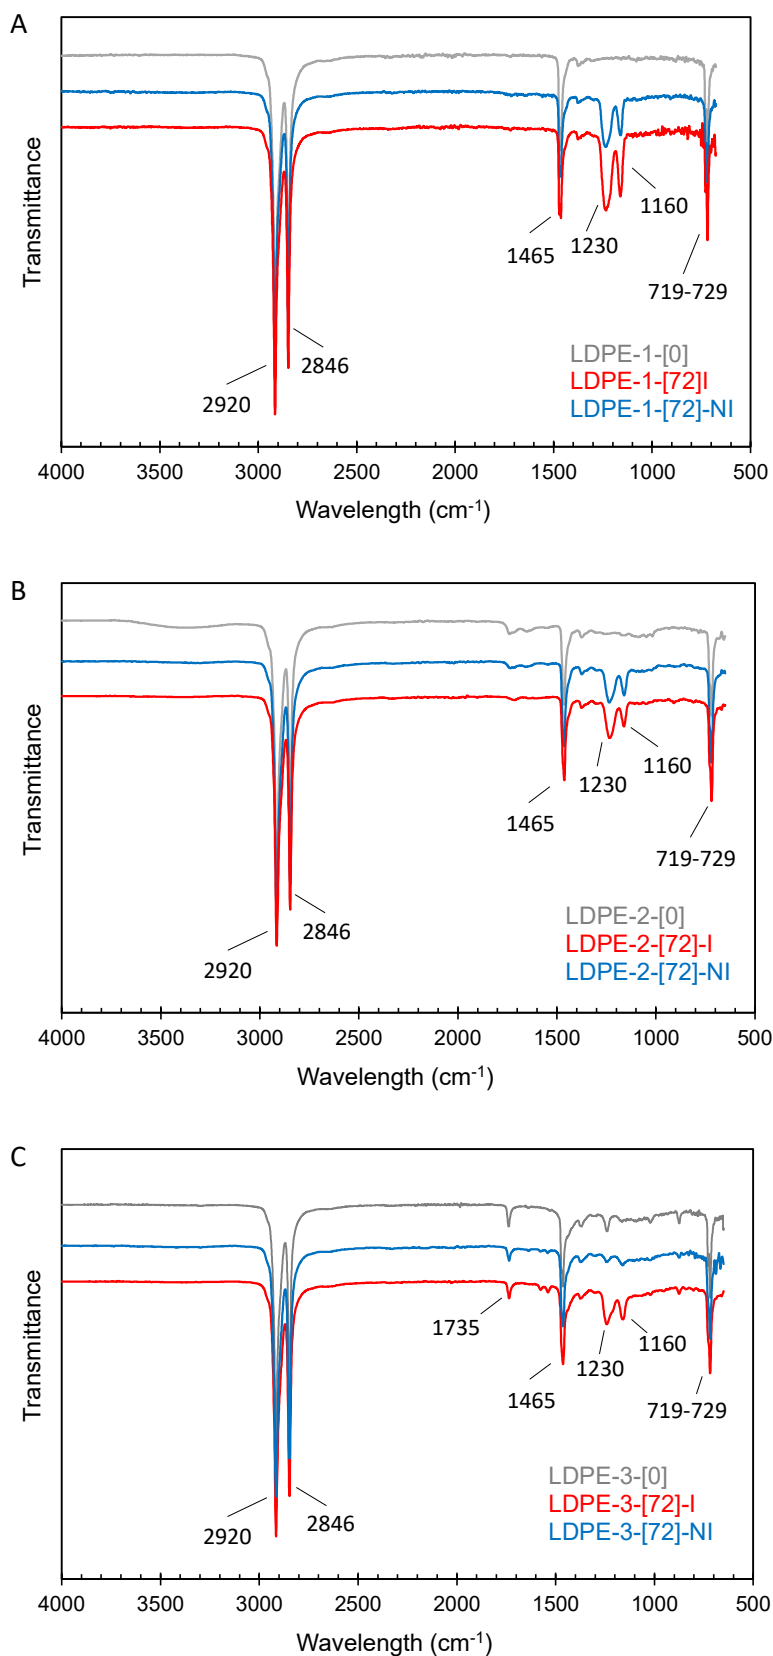 A
Transmittance
1465
1230
1160
719-729
2920
2846
LDPE-1-[0]
LDPE-1-[72]I
LDPE-1-[72]-NI
4000 3500 3000 2500 2000 1500 1000 500
Wavelength (cm-1)
B
Transmittance
1465
1230
1160
719-729
2920
2846
LDPE-2-[0]
LDPE-2-[72]-I
LDPE-2-[72]-NI
4000 3500 3000 2500 2000 1500 1000 500
Wavelength (cm-1)
C
Transmittance
1735
1465
1230
1160
719-729
2920
2846
LDPE-3-[0]
LDPE-3-[72]-I
LDPE-3-[72]-NI
4000 3500 3000 2500 2000 1500 1000 500
Wavelength (cm-1)